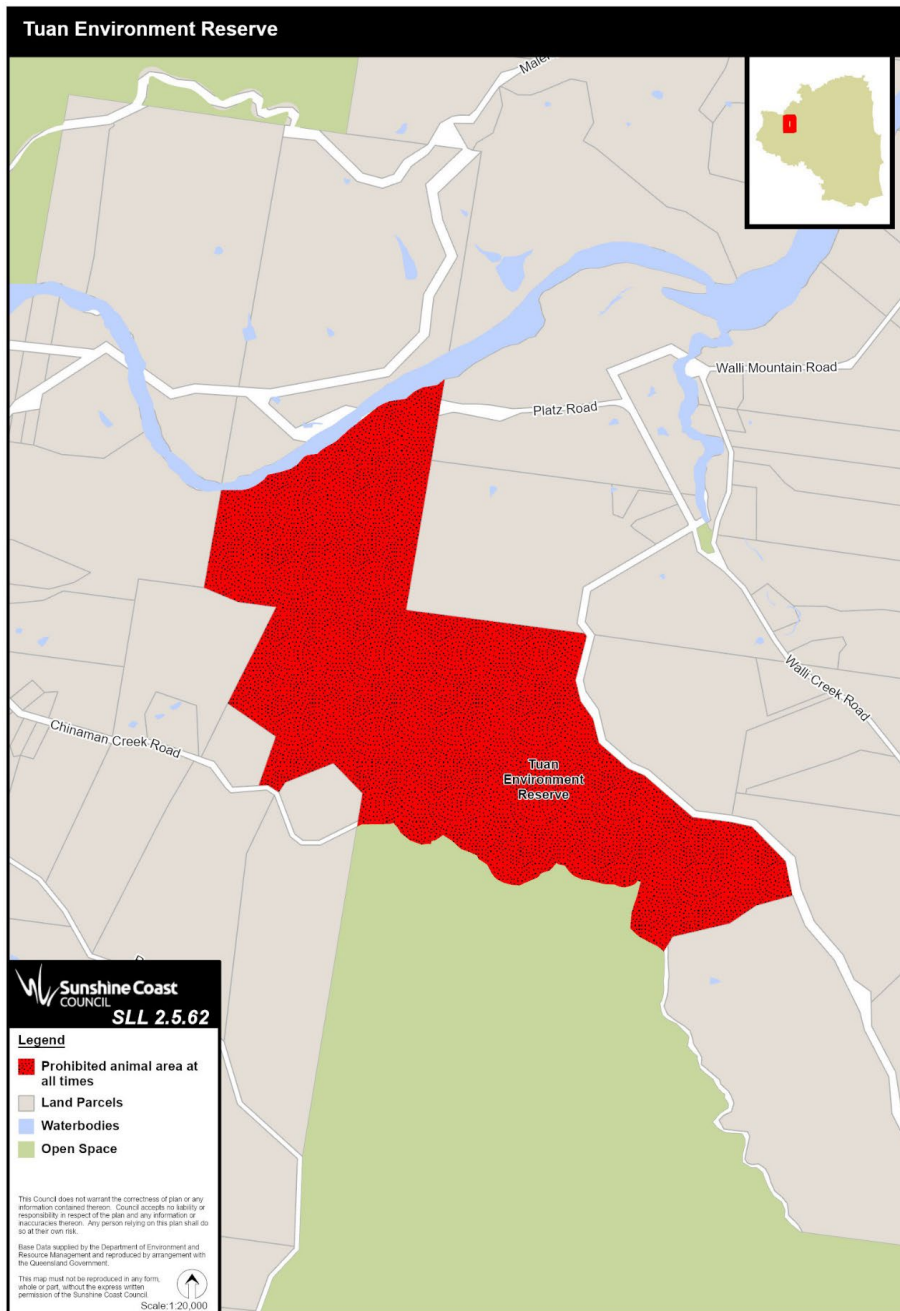 Tuan Environment Reserve
Platz Road
Walli Mountain Road
Walli Creek Road
Chinaman Creek Road
Tuan
Environment
Reserve
Sunshine Coast
COUNCIL
SLL 2.5.62
Legend
Prohibited animal area at
all times
Land Parcels
Waterbodies
Open Space
This Council does not warrant the correctness of plan or any
information contained thereon. Council accepts no liability or
responsibility in respect of the plan and any information or
inaccuracies thereon. Any person relying on this plan shall do
so at their own risk.
Base Data supplied by the Department of Environment and
Resource Management and reproduced by arrangement with
the Queensland Government.
This map must not be reproduced in any form,
whole or part, without the express written
permission of the Sunshine Coast Council.
Scale:1:20,000